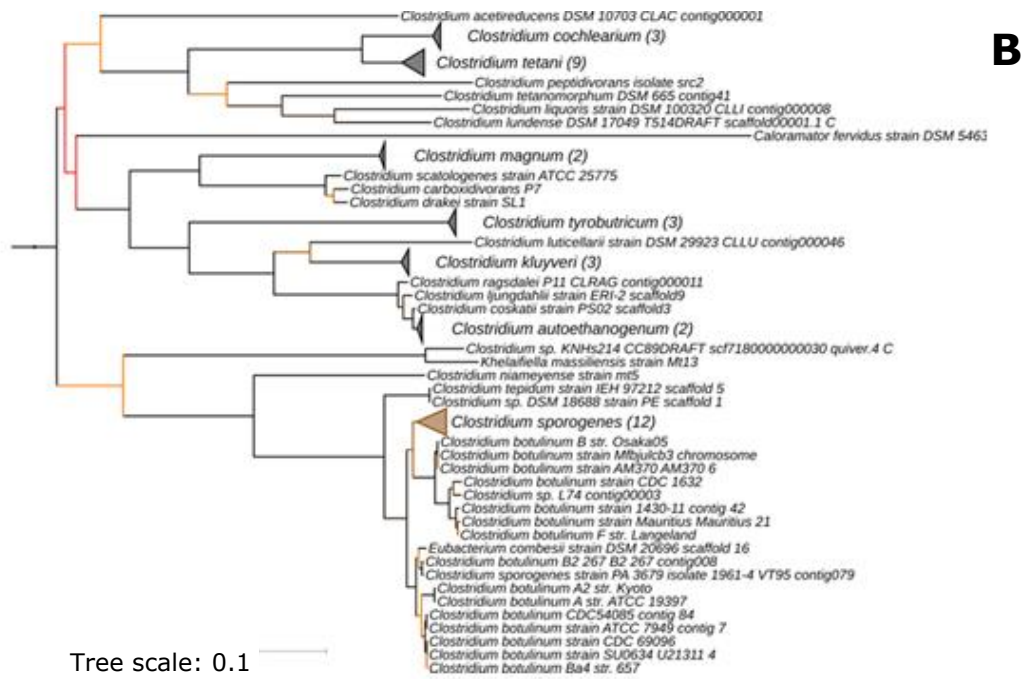 Clostridium acetireducens DSM 10703 CLAC contig000001
B
Clostridium cochlearium (3)
Clostridium tetani (9)
Clostridium peptidivorans isolate src2
Clostridium tetanomorphum DSM 665 contig41
Clostridium liquoris strain DSM 100320 CLLI contig000008
Clostridium lundense DSM 17049 T514DRAFT scaffold00001.1 C
Caloramator fervidus strain DSM 5463
Clostridium magnum (2)
Clostridium scatologenes strain ATCC 25775
Clostridium carboxidivorans P7
Clostridium drakei strain SL1
Clostridium tyrobutricum (3)
Clostridium luticellarii strain DSM 29923 CLLU contig000046
Clostridium kluyveri (3)
Clostridium ragsdalei P11 CLRAG contig000011
Clostridium ljungdahlii strain ERI-2 scaffold9
Clostridium coskatii strain PS02 scaffold3
Clostridium autoethanogenum (2)
Clostridium sp. KNHs214 CC89DRAFT scf7180000000030 quiver.4 C
Khelaifiella massiliensis strain Mt13
Clostridium niameyense strain mt5
Clostridium tepidum strain IEH 97212 scaffold 5
Clostridium sp. DSM 18688 strain PE scaffold 1
Clostridium sporogenes (12)
Clostridium botulinum B str. Osaka05
Clostridium botulinum strain Mfbjulcb3 chromosome
Clostridium botulinum strain AM370 AM370 6
Clostridium botulinum strain CDC 1632
Clostridium sp. L74 contig00003
Clostridium botulinum strain 1430-11 contig 42
Clostridium botulinum strain Mauritius Mauritius 21
Clostridium botulinum F str. Langeland
Eubacterium combesii strain DSM 20696 scaffold 16
Clostridium botulinum B2 267 B2 267 contig008
Clostridium sporogenes strain PA 3679 isolate 1961-4 VT95 contig079
Clostridium botulinum A2 str. Kyoto
Clostridium botulinum A str. ATCC 19397
Clostridium botulinum CDC54085 contig 84
Clostridium botulinum strain ATCC 7949 contig 7
Clostridium botulinum strain CDC 69096
Clostridium botulinum strain SU0634 U21311 4
Clostridium botulinum Ba4 str. 657
Tree scale: 0.1